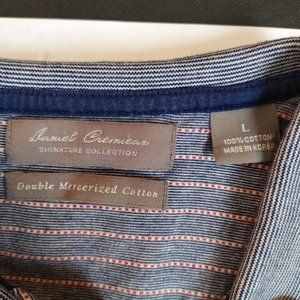 Daniel Cremieux
SIGNATURE COLLECTION
Double Mercerized Cotton
L
100% COTTON
MADE IN KOREA